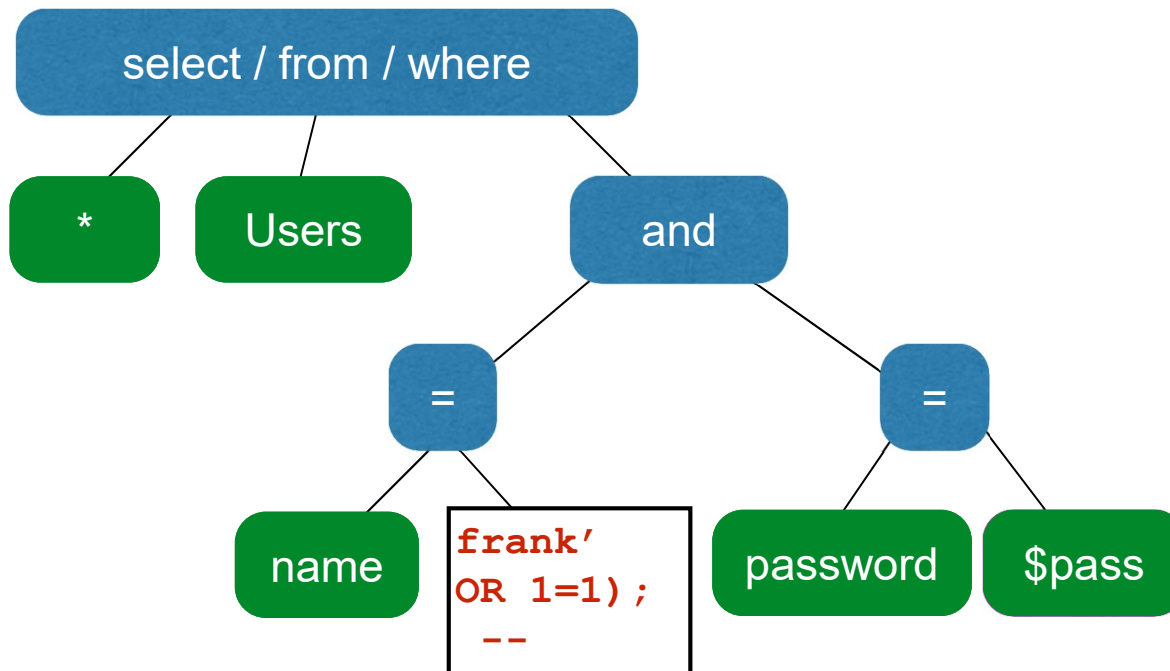 select / from / where
*
Users
and
=
=
name
frank’
OR 1=1);
--
password
$pass